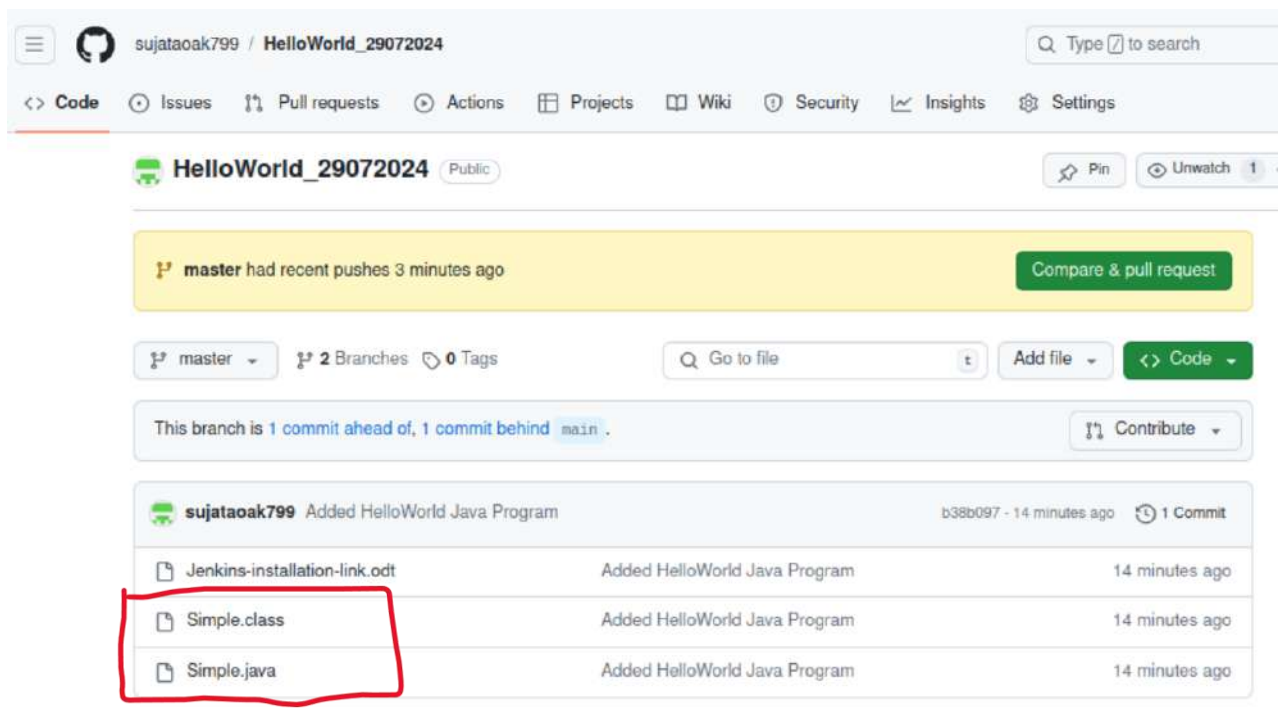 sujataoak799 / HelloWorld_29072024 Type / to search
<> Code Issues Pull requests Actions Projects Wiki Security Insights Settings
HelloWorld_29072024 Public Pin Unwatch 1
master had recent pushes 3 minutes ago Compare & pull request
master 2 Branches 0 Tags Go to file t Add file <> Code
This branch is 1 commit ahead of, 1 commit behind main . Contribute
sujataoak799 Added HelloWorld Java Program b38b097 - 14 minutes ago 1 Commit
Jenkins-installation-link.odt Added HelloWorld Java Program 14 minutes ago
Simple.class Added HelloWorld Java Program 14 minutes ago
Simple.java Added HelloWorld Java Program 14 minutes ago